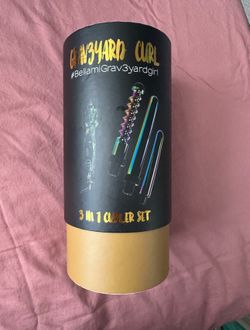 GRAV3YARD CURL
#BellamiGrav3yardgirl
3 IN 1 CURLER SET